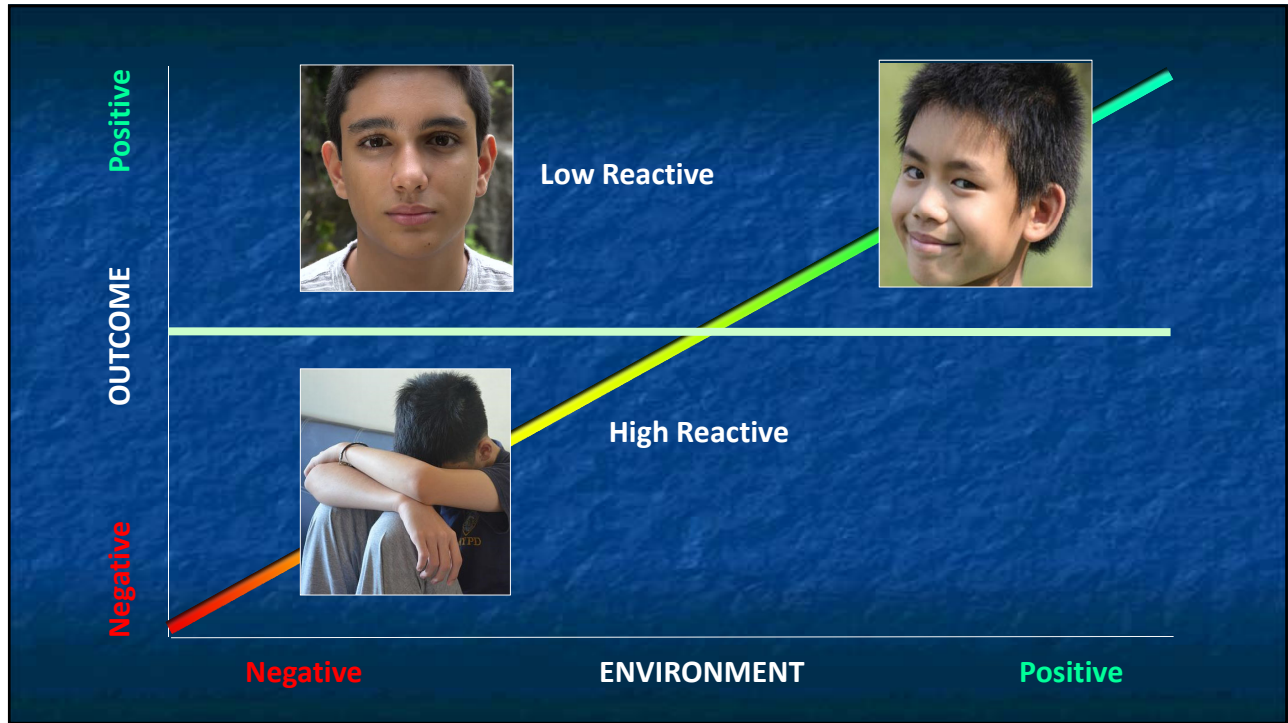 Positive
Low Reactive
OUTCOME
High Reactive
Negative
Negative
ENVIRONMENT
Positive